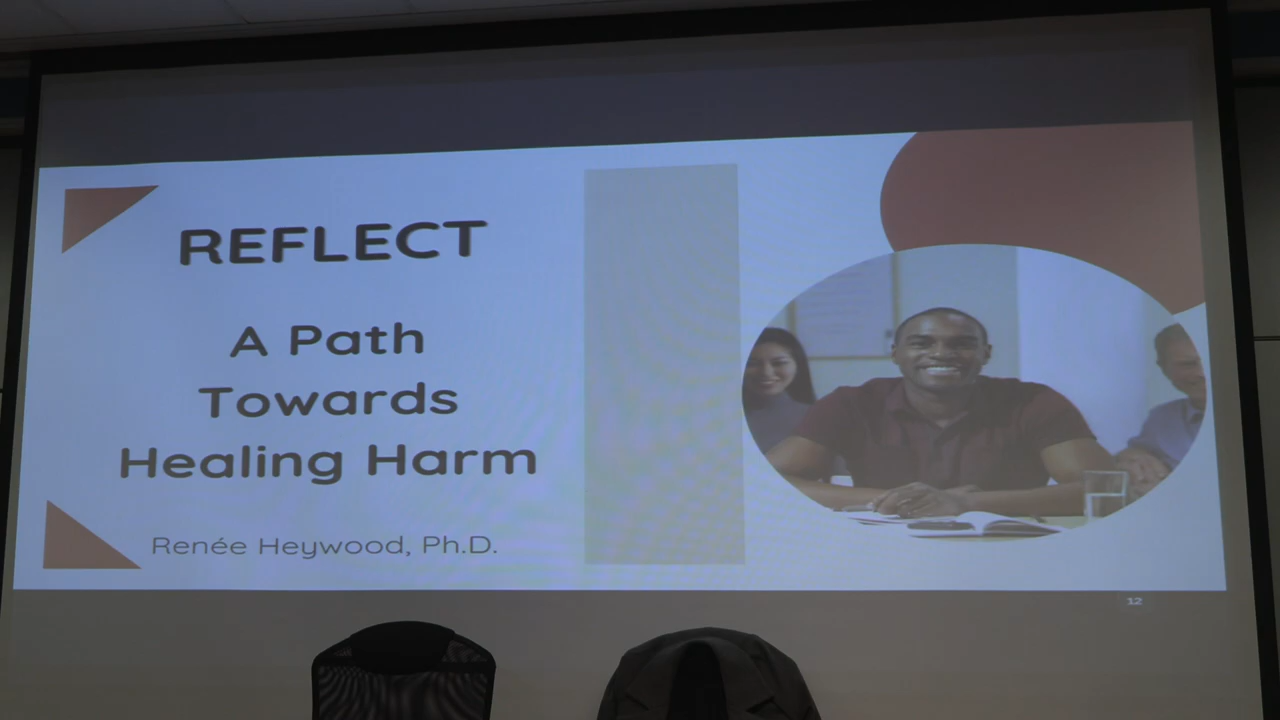 REFLECT
A Path
Towards
Healing Harm
Renée Heywood, Ph.D.
12